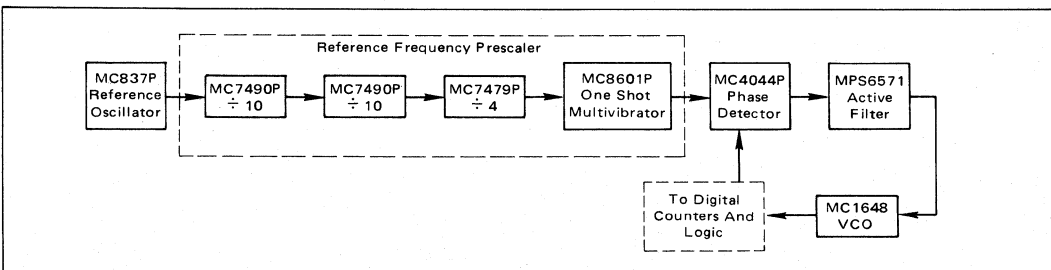 Reference Frequency Prescaler
MC837P
Reference
Oscillator
MC7490P
÷ 10
MC7490P
÷ 10
MC7479P
÷ 4
MC8601P
One Shot
Multivibrator
MC4044P
Phase
Detector
MPS6571
Active
Filter
To Digital
Counters And
Logic
MC1648
VCO